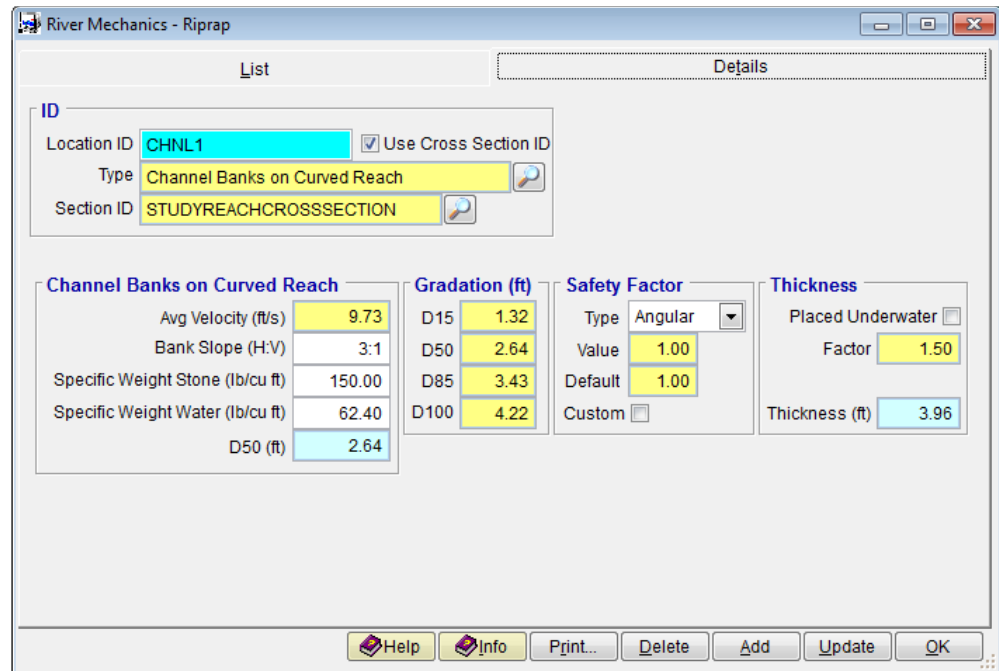 River Mechanics - Riprap
List
Details
ID
Location ID CHNL1 Use Cross Section ID
Type Channel Banks on Curved Reach
Section ID STUDYREACHCROSSSECTION
Channel Banks on Curved Reach
Avg Velocity (ft/s) 9.73
Bank Slope (H:V) 3:1
Specific Weight Stone (lb/cu ft) 150.00
Specific Weight Water (lb/cu ft) 62.40
D50 (ft) 2.64
Gradation (ft)
D15 1.32
D50 2.64
D85 3.43
D100 4.22
Safety Factor
Type Angular
Value 1.00
Default 1.00
Custom
Thickness
Placed Underwater
Factor 1.50
Thickness (ft) 3.96
Help Info Print... Delete Add Update OK